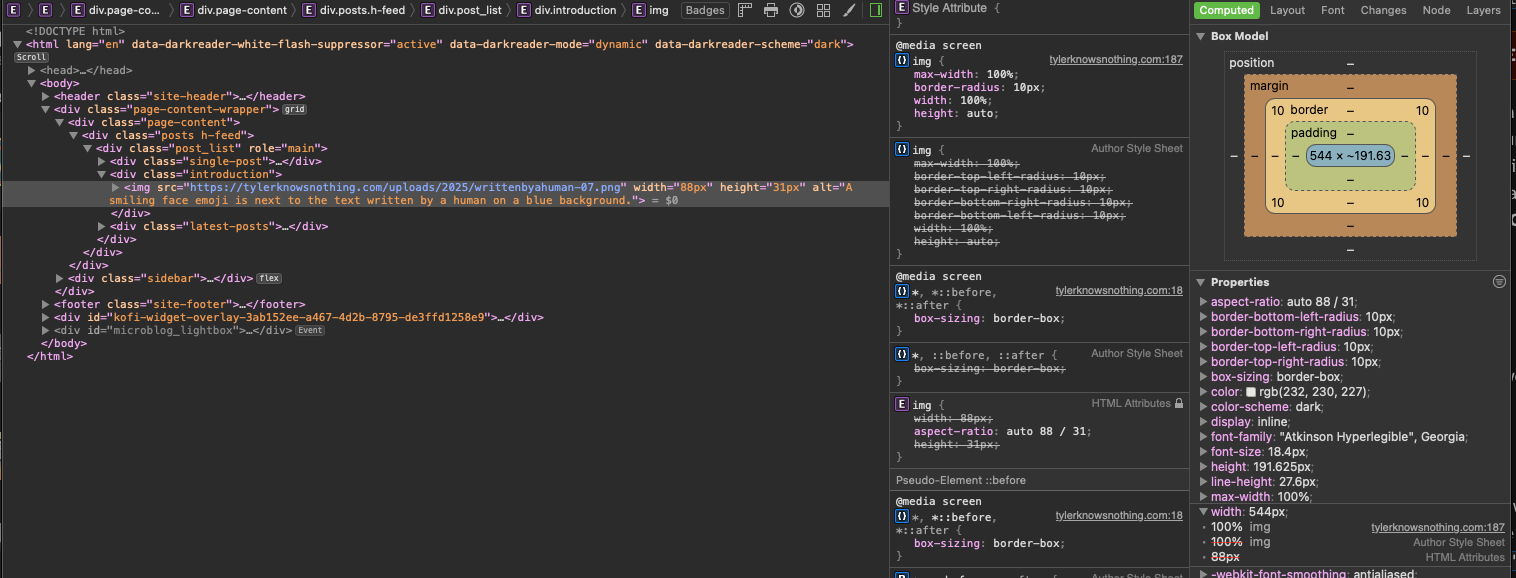 E E div.page-co... E div.page-content E div.posts.h-feed E div.post_list E div.introduction E img Badges
<!DOCTYPE html>
<html lang="en" data-darkreader-white-flash-suppressor="active" data-darkreader-mode="dynamic" data-darkreader-scheme="dark">
Scroll
<head>…</head>
<body>
<header class="site-header">…</header>
<div class="page-content-wrapper"> grid
<div class="page-content">
<div class="posts h-feed">
<div class="post_list" role="main">
<div class="single-post">…</div>
<div class="introduction">
<img src="https://tylerknowsnothing.com/uploads/2025/writtenbyahuman-07.png" width="88px" height="31px" alt="A
smiling face emoji is next to the text written by a human on a blue background."> = $0
</div>
<div class="latest-posts">…</div>
</div>
</div>
</div>
<div class="sidebar">…</div> flex
</div>
<footer class="site-footer">…</footer>
<div id="kofi-widget-overlay-3ab152ee-a467-4d2b-8795-de3ffd1258e9">…</div>
<div id="microblog_lightbox">…</div> Event
</body>
</html>
E Style Attribute {
}
@media screen
img { tylerknowsnothing.com:187
max-width: 100%;
border-radius: 10px;
width: 100%;
height: auto;
}
img { Author Style Sheet
max-width: 100%;
border-top-left-radius: 10px;
border-top-right-radius: 10px;
border-bottom-right-radius: 10px;
border-bottom-left-radius: 10px;
width: 100%;
height: auto;
}
@media screen
*, *::before, tylerknowsnothing.com:18
*::after {
box-sizing: border-box;
}
*, ::before, ::after { Author Style Sheet
box-sizing: border-box;
}
E img { HTML Attributes
width: 88px;
aspect-ratio: auto 88 / 31;
height: 31px;
}
Pseudo-Element ::before
@media screen
*, *::before, tylerknowsnothing.com:18
*::after {
box-sizing: border-box;
}
Computed Layout Font Changes Node Layers
Box Model
position –
margin –
10 border – 10
padding –
– – – 544 × ~191.63 – – –
–
10 – 10
–
–
Properties
aspect-ratio: auto 88 / 31;
border-bottom-left-radius: 10px;
border-bottom-right-radius: 10px;
border-top-left-radius: 10px;
border-top-right-radius: 10px;
box-sizing: border-box;
color: rgb(232, 230, 227);
color-scheme: dark;
display: inline;
font-family: "Atkinson Hyperlegible", Georgia;
font-size: 18.4px;
height: 191.625px;
line-height: 27.6px;
max-width: 100%;
width: 544px;
100% img tylerknowsnothing.com:187
100% img Author Style Sheet
88px HTML Attributes
-webkit-font-smoothing: antialiased;